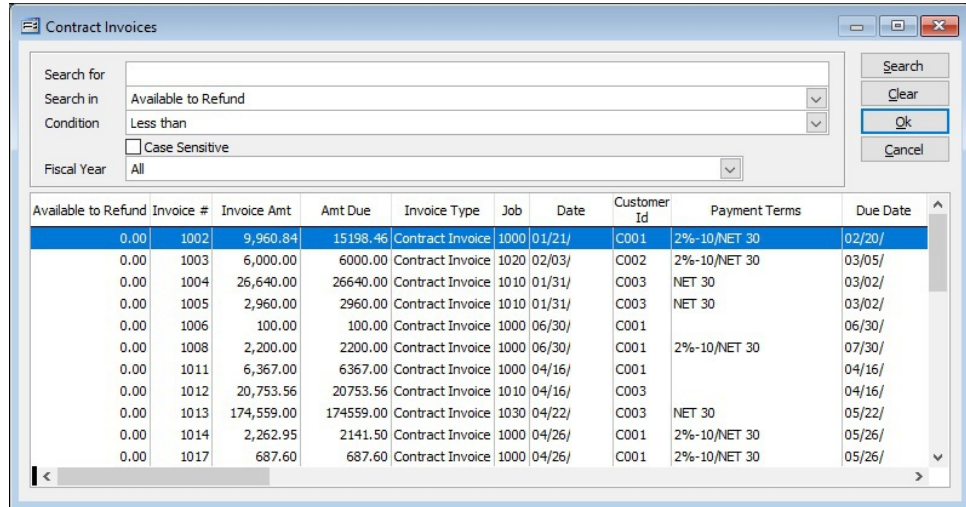 Contract Invoices
Search for
Search in Available to Refund
Condition Less than
Case Sensitive
Fiscal Year All
Search
Clear
Ok
Cancel
Available to Refund Invoice # Invoice Amt Amt Due Invoice Type Job Date Customer Id Payment Terms Due Date
0.00 1002 9,960.84 15198.46 Contract Invoice 1000 01/21/ C001 2%-10/NET 30 02/20/
0.00 1003 6,000.00 6000.00 Contract Invoice 1020 02/03/ C002 2%-10/NET 30 03/05/
0.00 1004 26,640.00 26640.00 Contract Invoice 1010 01/31/ C003 NET 30 03/02/
0.00 1005 2,960.00 2960.00 Contract Invoice 1010 01/31/ C003 NET 30 03/02/
0.00 1006 100.00 100.00 Contract Invoice 1000 06/30/ C001 06/30/
0.00 1008 2,200.00 2200.00 Contract Invoice 1000 06/30/ C001 2%-10/NET 30 07/30/
0.00 1011 6,367.00 6367.00 Contract Invoice 1000 04/16/ C001 04/16/
0.00 1012 20,753.56 20753.56 Contract Invoice 1010 04/16/ C003 04/16/
0.00 1013 174,559.00 174559.00 Contract Invoice 1030 04/22/ C003 NET 30 05/22/
0.00 1014 2,262.95 2141.50 Contract Invoice 1000 04/26/ C001 2%-10/NET 30 05/26/
0.00 1017 687.60 687.60 Contract Invoice 1000 04/26/ C001 2%-10/NET 30 05/26/